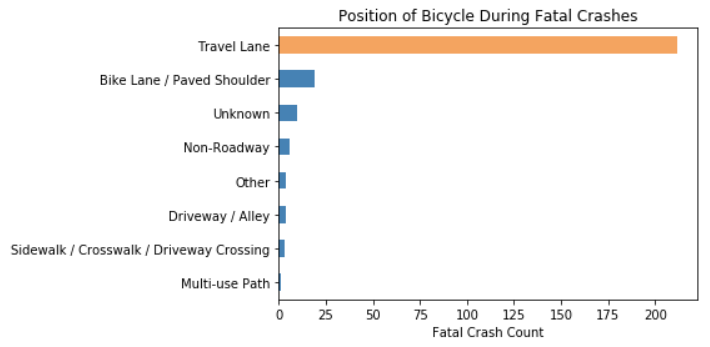 Position of Bicycle During Fatal Crashes
Travel Lane
Bike Lane / Paved Shoulder
Unknown
Non-Roadway
Other
Driveway / Alley
Sidewalk / Crosswalk / Driveway Crossing
Multi-use Path
0 25 50 75 100 125 150 175 200
Fatal Crash Count